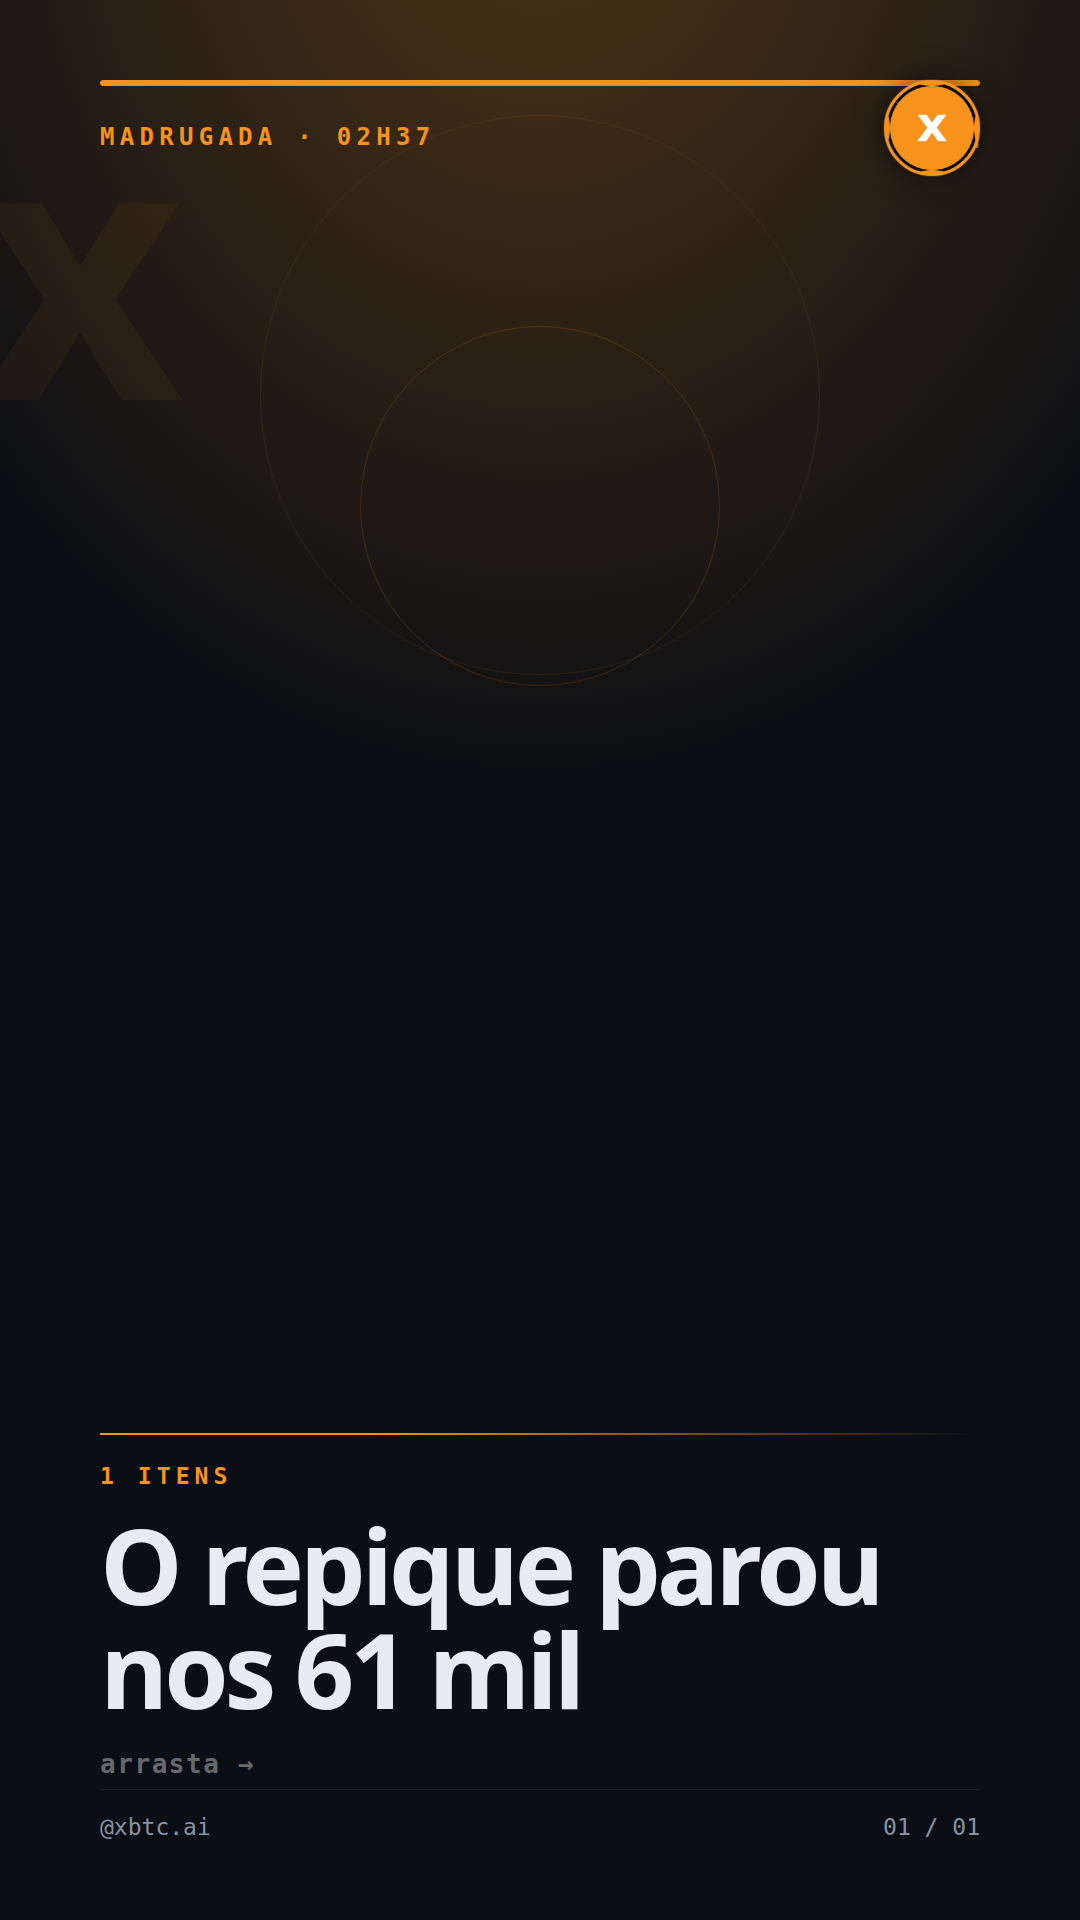 MADRUGADA · 02H37
X
X
1 ITENS
O repique parou
nos 61 mil
arrasta →
@xbtc.ai
01 / 01